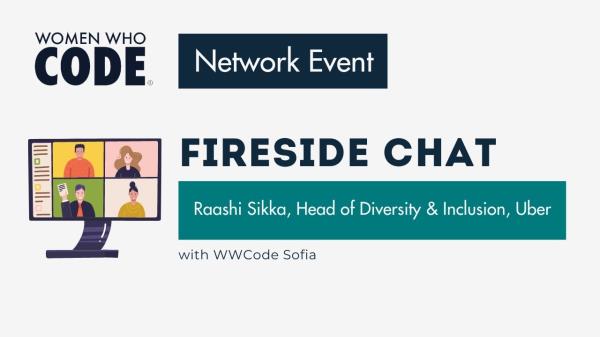 WOMEN WHO
CODE®
Network Event
FIRESIDE CHAT
Raashi Sikka, Head of Diversity & Inclusion, Uber
with WWCode Sofia